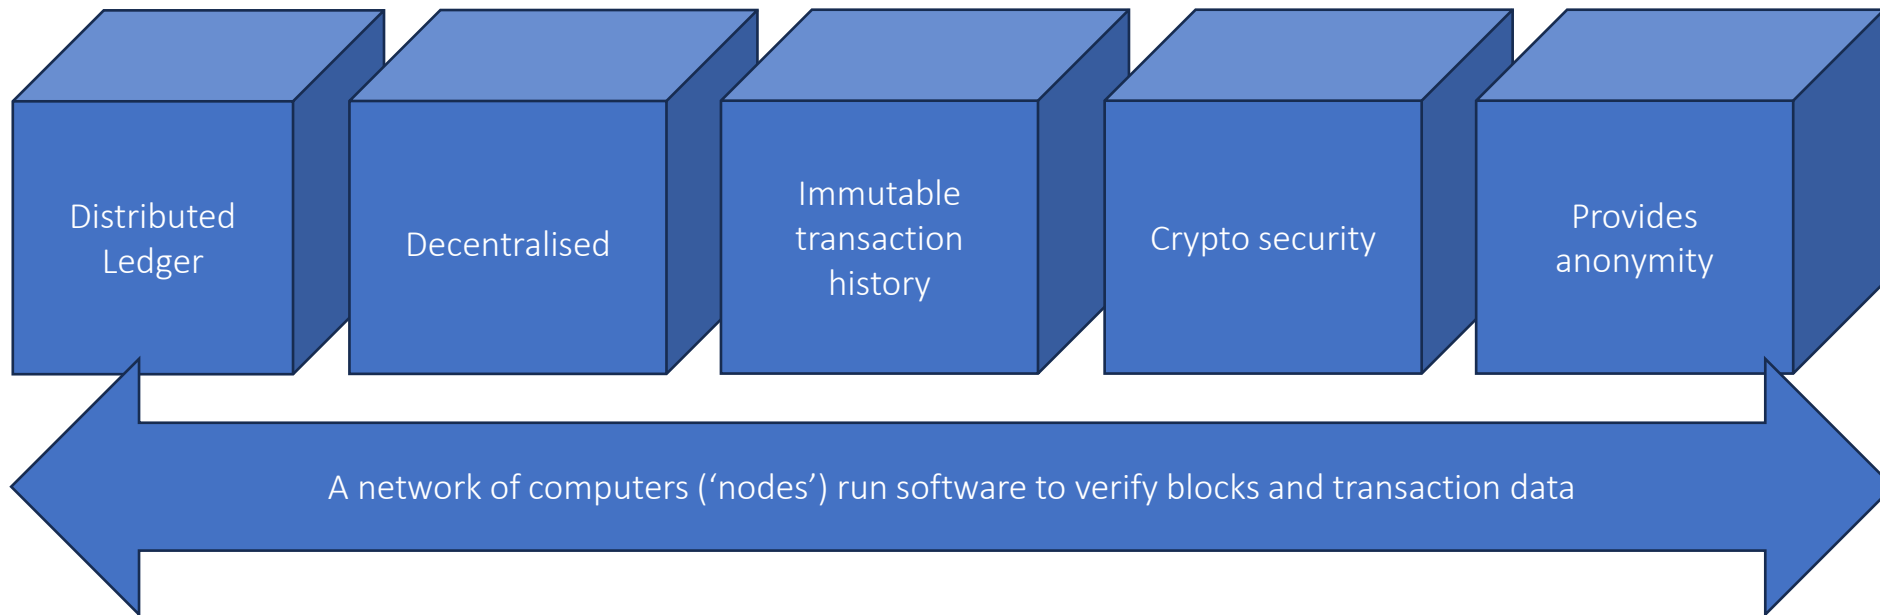 Distributed
Ledger
Decentralised
Immutable
transaction
history
Crypto security
Provides
anonymity
A network of computers (‘nodes’) run software to verify blocks and transaction data